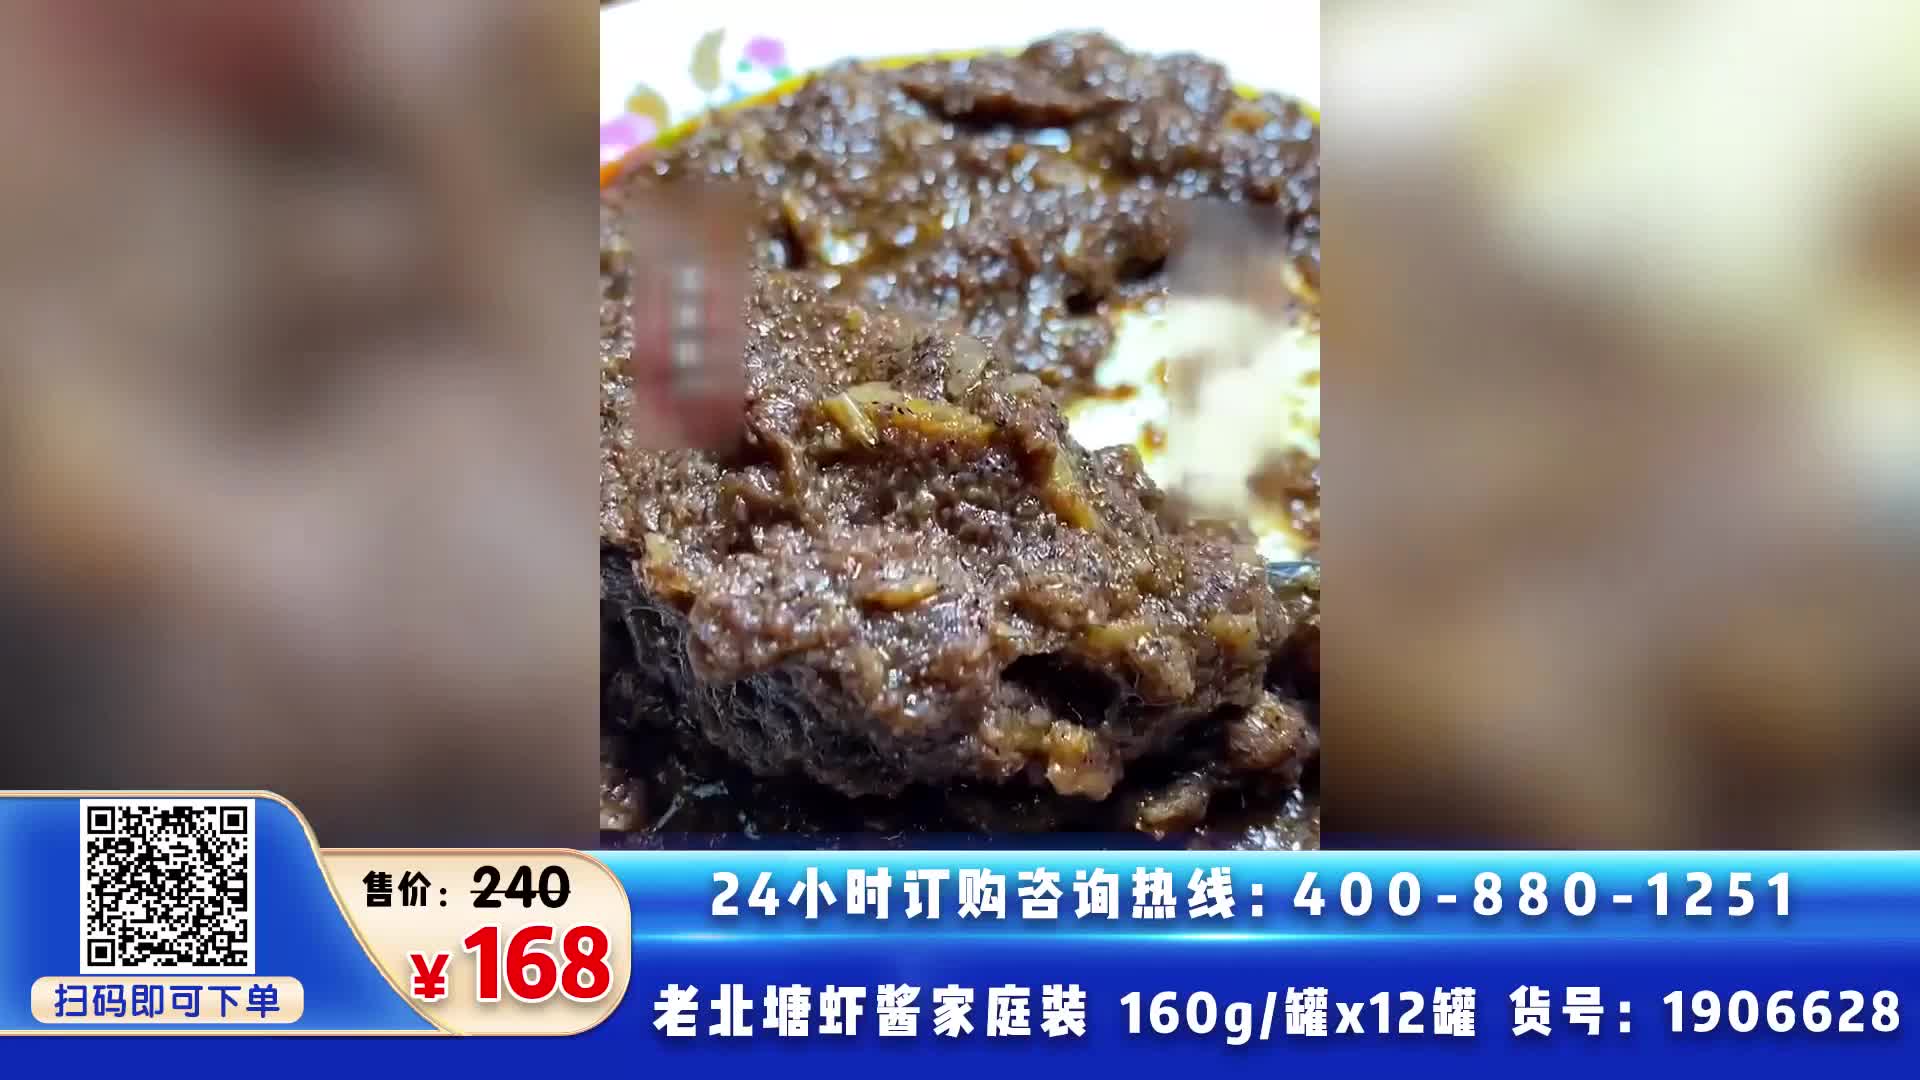 售价：240
¥168
扫码即可下单
24小时订购咨询热线：400-880-1251
老北塘虾酱家庭装 160g/罐x12罐 货号：1906628